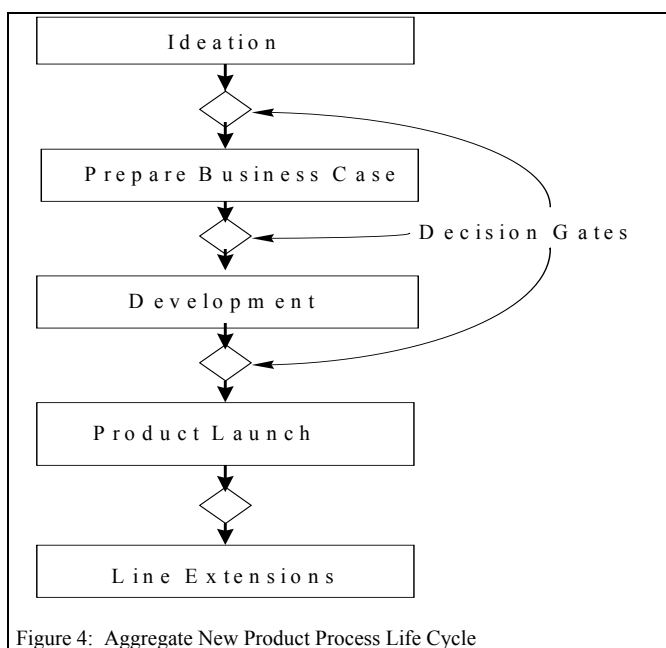 Ideation
Prepare Business Case
Decision Gates
Development
Product Launch
Line Extensions
Figure 4: Aggregate New Product Process Life Cycle